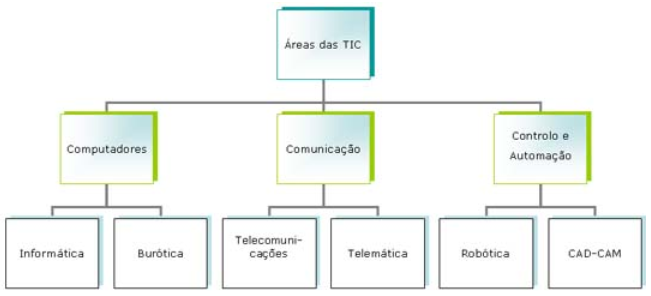 Áreas das TIC
Computadores
Comunicação
Controlo e
Automação
Informática
Burótica
Telecomuni-
cações
Telemática
Robótica
CAD-CAM